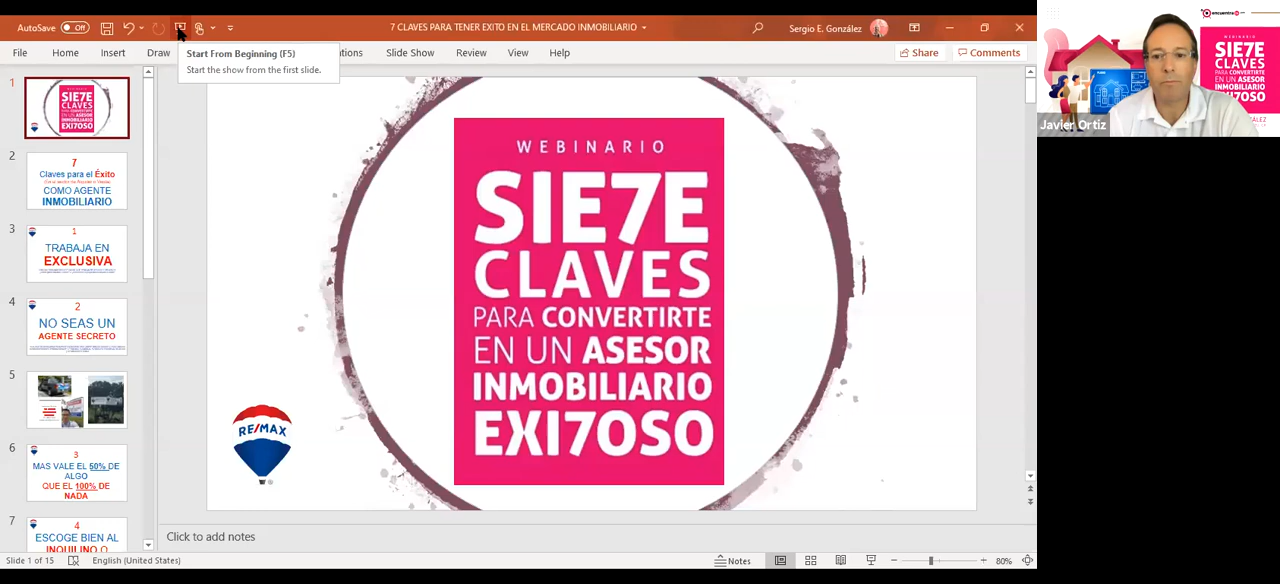 AutoSave Off
7 CLAVES PARA TENER EXITO EN EL MERCADO INMOBILIARIO
Sergio E. González
File Home Insert Draw
Slide Show Review View Help
Share
Comments
Start From Beginning (F5)
Start the show from the first slide.
1
WEBINARIO
SIE7E
CLAVES
PARA CONVERTIRTE
EN UN ASESOR
INMOBILIARIO
EXI7OSO
2
7
Claves para el Éxito
COMO AGENTE
INMOBILIARIO
3
1
TRABAJA EN
EXCLUSIVA
4
2
NO SEAS UN
AGENTE SECRETO
5
6
3
MAS VALE EL 50% DE
ALGO
QUE EL 100% DE
NADA
7
4
ESCOGE BIEN AL
INQUILINO O
WEBINARIO
SIE7E
CLAVES
PARA CONVERTIRTE
EN UN ASESOR
INMOBILIARIO
EXI7OSO
RE/MAX
Click to add notes
Slide 1 of 15
English (United States)
Notes
80%
encuentra
WEBINARIO
SIE7E
CLAVES
PARA CONVERTIRTE
Javier Ortiz